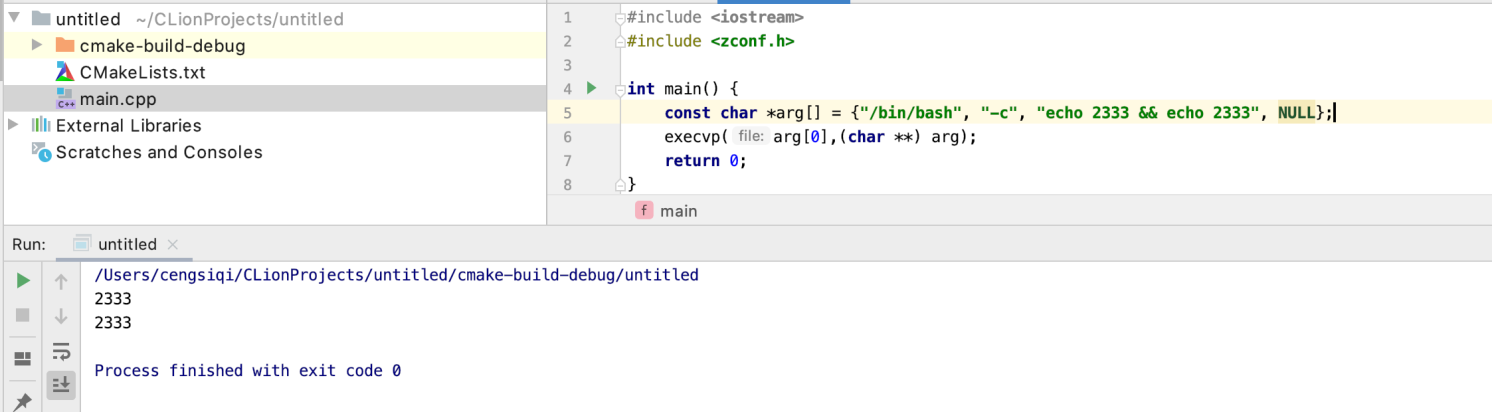 untitled ~/CLionProjects/untitled
cmake-build-debug
CMakeLists.txt
main.cpp
External Libraries
Scratches and Consoles
1 #include <iostream>
2 #include <zconf.h>
3
4 int main() {
5 const char *arg[] = {"/bin/bash", "-c", "echo 2333 && echo 2333", NULL};
6 execvp( file: arg[0],(char **) arg);
7 return 0;
8 }
f main
Run: untitled
/Users/cengsiqi/CLionProjects/untitled/cmake-build-debug/untitled
2333
2333
Process finished with exit code 0